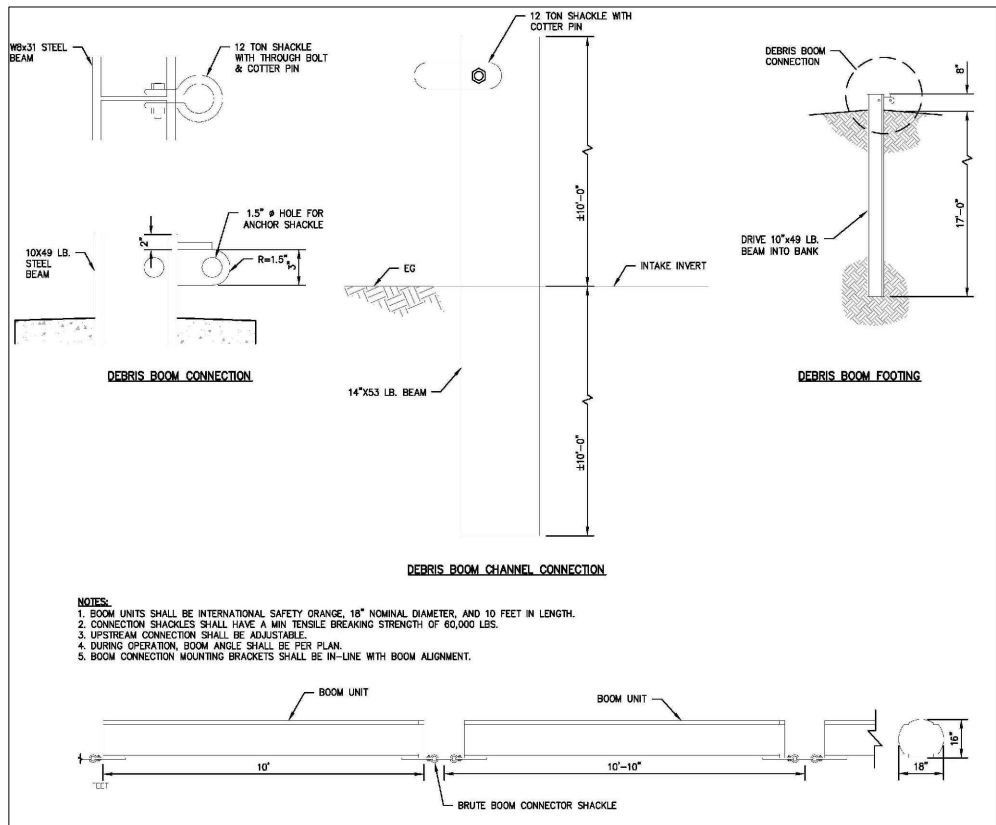 W8x31 STEEL
BEAM
12 TON SHACKLE
WITH THROUGH BOLT
& COTTER PIN
12 TON SHACKLE WITH
COTTER PIN
DEBRIS BOOM
CONNECTION
8"
±10'-0"
17'-0"
1.5" ø HOLE FOR
ANCHOR SHACKLE
2"
R=1.5"
3"
10X49 LB.
STEEL
BEAM
DRIVE 10"x49 LB.
BEAM INTO BANK
EG
INTAKE INVERT
DEBRIS BOOM CONNECTION
14"X53 LB. BEAM
DEBRIS BOOM FOOTING
±10'-0"
DEBRIS BOOM CHANNEL CONNECTION
NOTES:
1. BOOM UNITS SHALL BE INTERNATIONAL SAFETY ORANGE, 18" NOMINAL DIAMETER, AND 10 FEET IN LENGTH.
2. CONNECTION SHACKLES SHALL HAVE A MIN TENSILE BREAKING STRENGTH OF 60,000 LBS.
3. UPSTREAM CONNECTION SHALL BE ADJUSTABLE.
4. DURING OPERATION, BOOM ANGLE SHALL BE PER PLAN.
5. BOOM CONNECTION MOUNTING BRACKETS SHALL BE IN-LINE WITH BOOM ALIGNMENT.
BOOM UNIT
BOOM UNIT
16"
10'
10'-10"
18"
FEET
BRUTE BOOM CONNECTOR SHACKLE